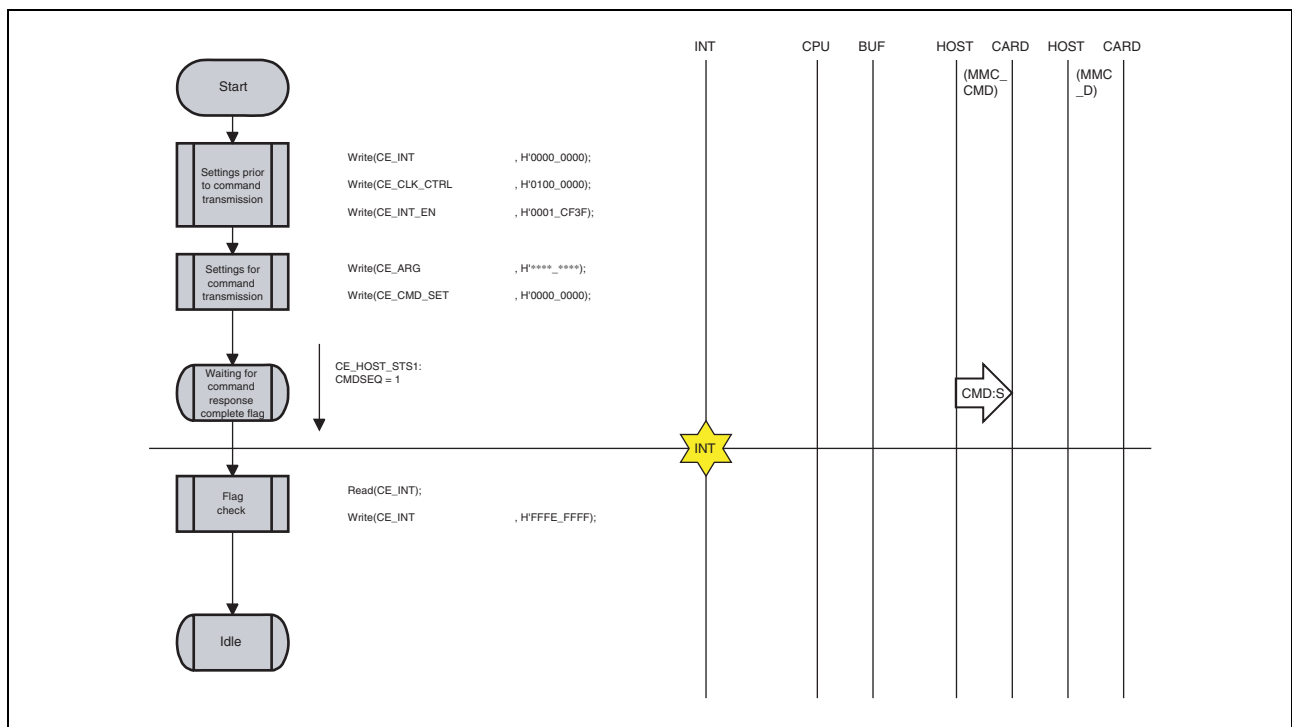 INT CPU BUF HOST CARD HOST CARD
(MMC_
CMD)
(MMC
_D)
Start
Settings prior
to command
transmission
Write(CE_INT , H'0000_0000);
Write(CE_CLK_CTRL , H'0100_0000);
Write(CE_INT_EN , H'0001_CF3F);
Settings for
command
transmission
Write(CE_ARG , H'****_****);
Write(CE_CMD_SET , H'0000_0000);
Waiting for
command
response
complete flag
CE_HOST_STS1:
CMDSEQ = 1
CMD:S
INT
Flag
check
Read(CE_INT);
Write(CE_INT , H'FFFE_FFFF);
Idle